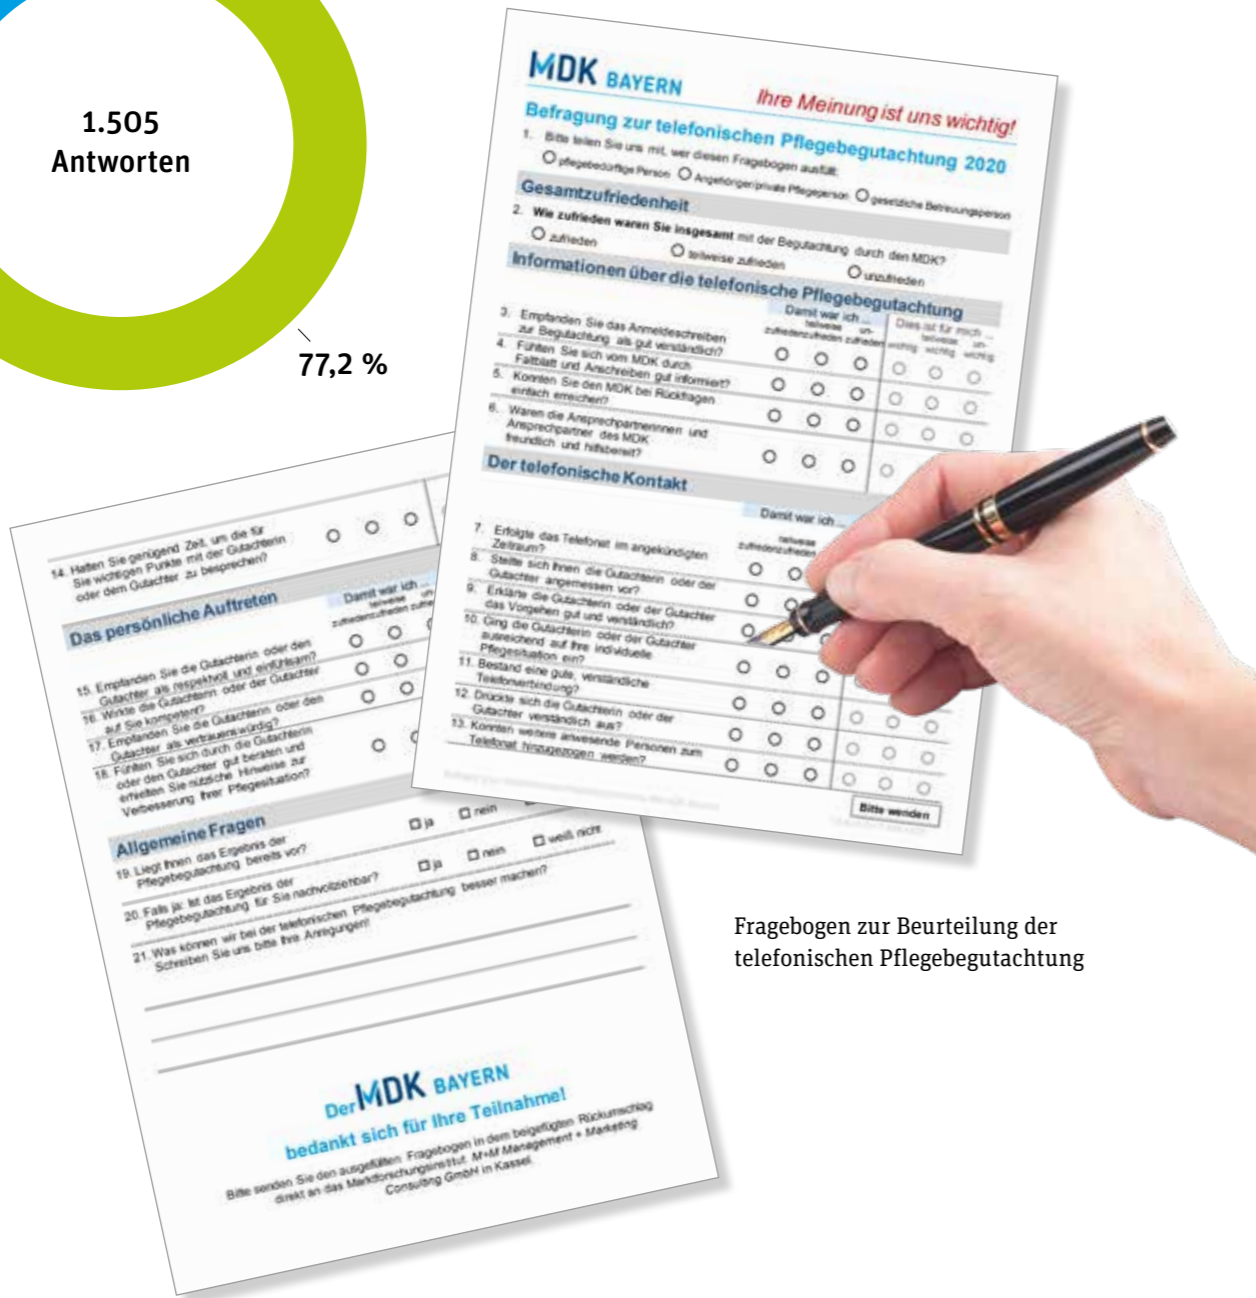 1.505
Antworten
77,2 %
MDK BAYERN
Ihre Meinung ist uns wichtig!
Befragung zur telefonischen Pflegebegutachtung 2020
1. Bitte teilen Sie uns mit, wer diesen Fragebogen ausfüllt.
pflegebedürftige Person Angehörige/private Pflegeperson gesetzliche Betreuungsperson
Gesamtzufriedenheit
2. Wie zufrieden waren Sie insgesamt mit der Begutachtung durch den MDK?
zufrieden teilweise zufrieden unzufrieden
Informationen über die telefonische Pflegebegutachtung
Damit war ich ... Dies ist für mich ...
teilweise un- teilweise un-
zufrieden zufrieden zufrieden wichtig wichtig wichtig
3. Empfanden Sie das Anmeldeschreiben
zur Begutachtung als gut verständlich?
4. Fühlten Sie sich vom MDK durch
Faltblatt und Anschreiben gut informiert?
5. Konnten Sie den MDK bei Rückfragen
einfach erreichen?
6. Waren die Ansprechpartnerinnen und
Ansprechpartner des MDK
freundlich und hilfsbereit?
Der telefonische Kontakt
Damit war ich ...
teilweise
zufrieden zufrieden
7. Erfolgte das Telefonat im angekündigten
Zeitraum?
8. Stellte sich Ihnen die Gutachterin oder der
Gutachter angemessen vor?
9. Erklärte die Gutachterin oder der Gutachter
das Vorgehen gut und verständlich?
10. Ging die Gutachterin oder der Gutachter
ausreichend auf Ihre individuelle
Pflegesituation ein?
11. Bestand eine gute, verständliche
Telefonverbindung?
12. Drückte sich die Gutachterin oder der
Gutachter verständlich aus?
13. Konnten weitere anwesende Personen zum
Telefonat hinzugezogen werden?
Bitte wenden
14. Hatten Sie genügend Zeit, um die für
Sie wichtigen Punkte mit der Gutachterin
oder dem Gutachter zu besprechen?
Das persönliche Auftreten
Damit war ich ...
teilweise un-
zufrieden zufrieden
15. Empfanden Sie die Gutachterin oder den
Gutachter als respektvoll und einfühlsam?
16. Wirkte die Gutachterin oder der Gutachter
auf Sie kompetent?
17. Empfanden Sie die Gutachterin oder den
Gutachter als vertrauenswürdig?
18. Fühlten Sie sich durch die Gutachterin
oder den Gutachter gut beraten und
erhielten Sie nützliche Hinweise zur
Verbesserung Ihrer Pflegesituation?
Allgemeine Fragen
19. Liegt Ihnen das Ergebnis der
Pflegebegutachtung bereits vor?
ja nein
20. Falls ja: Ist das Ergebnis der
Pflegebegutachtung für Sie nachvollziehbar?
ja nein weiß nicht
21. Was können wir bei der telefonischen Pflegebegutachtung besser machen?
Schreiben Sie uns bitte Ihre Anregungen!
Der MDK BAYERN
bedankt sich für Ihre Teilnahme!
Bitte senden Sie den ausgefüllten Fragebogen in dem beigefügten Rückumschlag
direkt an das Marktforschungsinstitut M+M Management + Marketing
Consulting GmbH in Kassel.
Fragebogen zur Beurteilung der
telefonischen Pflegebegutachtung